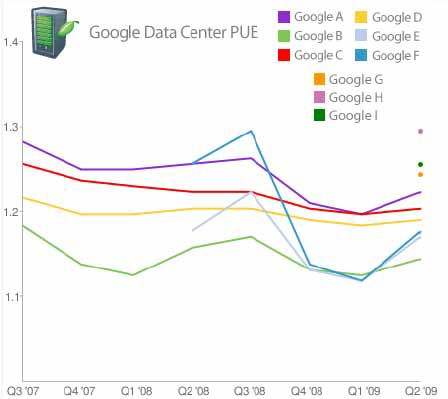 Google Data Center PUE
Google A
Google D
Google B
Google E
Google C
Google F
Google G
Google H
Google I
1.4
1.3
1.2
1.1
Q3 '07 Q4 '07 Q1 '08 Q2 '08 Q3 '08 Q4 '08 Q1 '09 Q2 '09